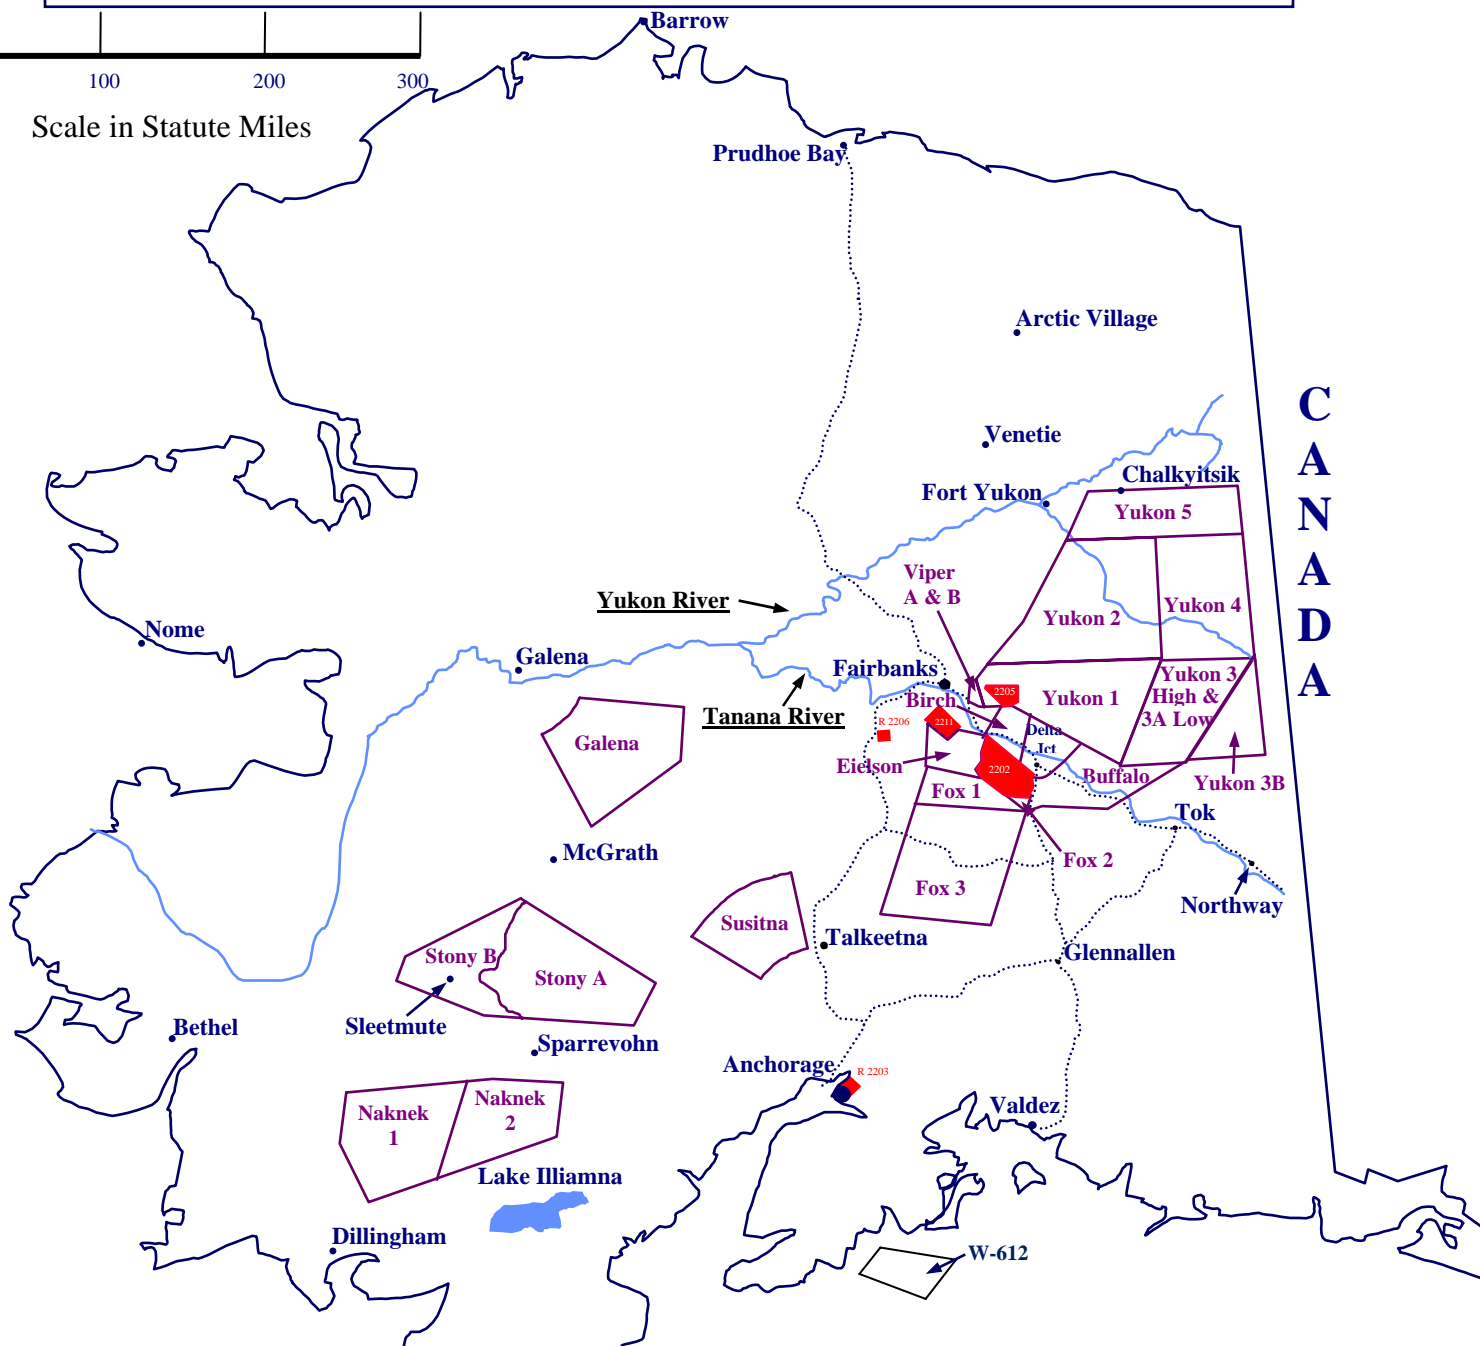 Barrow
100 200 300
Scale in Statute Miles
Prudhoe Bay
Arctic Village
C
A
N
A
D
A
Venetie
Chalkyitsik
Fort Yukon
Yukon 5
Viper
A & B
Yukon River
Yukon 2
Yukon 4
Nome
Galena
Fairbanks
Yukon 3
High &
3A Low
Yukon 1
2205
Birch
Tanana River
R 2206
2211
Delta
Jct
Galena
Eielson
2202
Buffalo
Yukon 3B
Fox 1
Tok
McGrath
Fox 2
Fox 3
Northway
Susitna
Talkeetna
Glennallen
Stony B
Stony A
Sleetmute
Bethel
Sparrevohn
Anchorage
R 2203
Naknek
1
Naknek
2
Valdez
Lake Illiamna
Dillingham
W-612